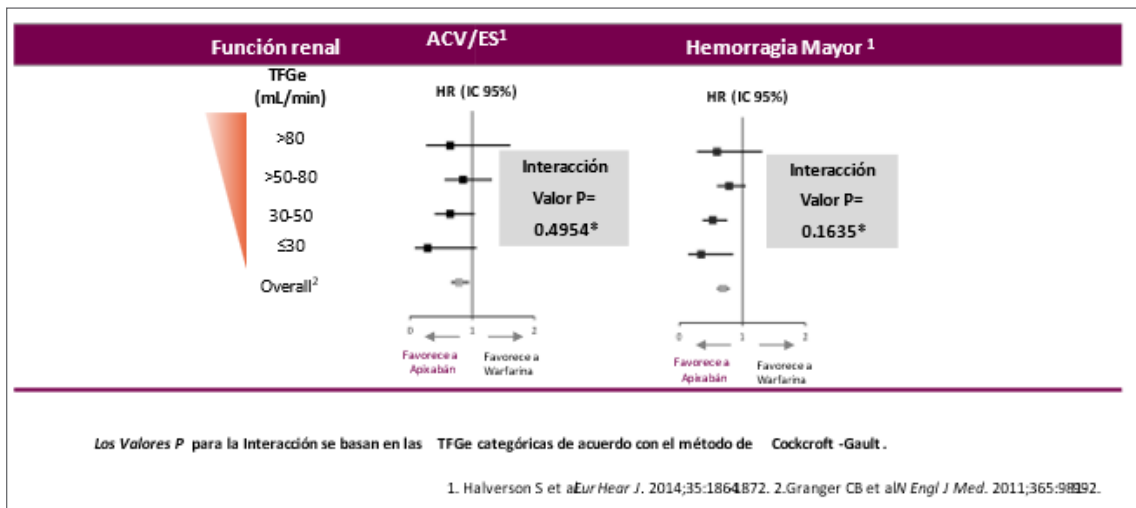 Función renal ACV/ES1 Hemorragia Mayor 1
TFGe
(mL/min)
HR (IC 95%)
HR (IC 95%)
>80
>50-80
30-50
≤30
Overall2
Interacción
Valor P=
0.4954*
Interacción
Valor P=
0.1635*
0 1 2
0 1 2
Favorece a
Apixabán
Favorece a
Warfarina
Favorece a
Apixabán
Favorece a
Warfarina
Los Valores P para la Interacción se basan en las TFGe categóricas de acuerdo con el método de Cockcroft -Gault.
1. Halverson S et al Eur Hear J. 2014;35:1864 1872. 2.Granger CB et al N Engl J Med. 2011;365: